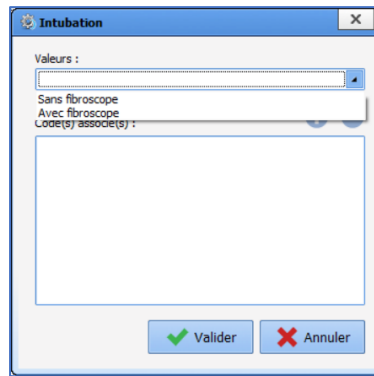 Intubation
Valeurs :
Sans fibroscope
Avec fibroscope
Code(s) associé(s) :
Valider
Annuler